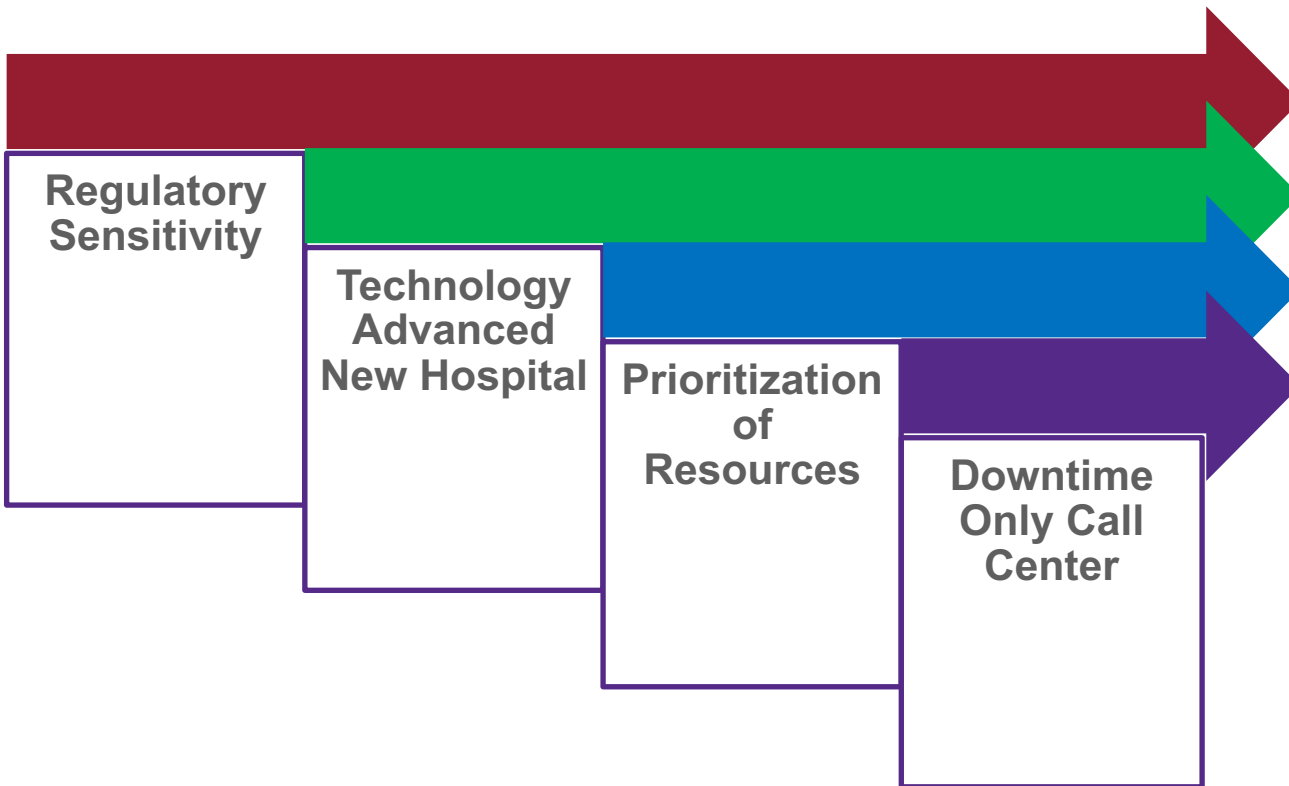 Regulatory
Sensitivity
Technology
Advanced
New Hospital
Prioritization
of
Resources
Downtime
Only Call
Center